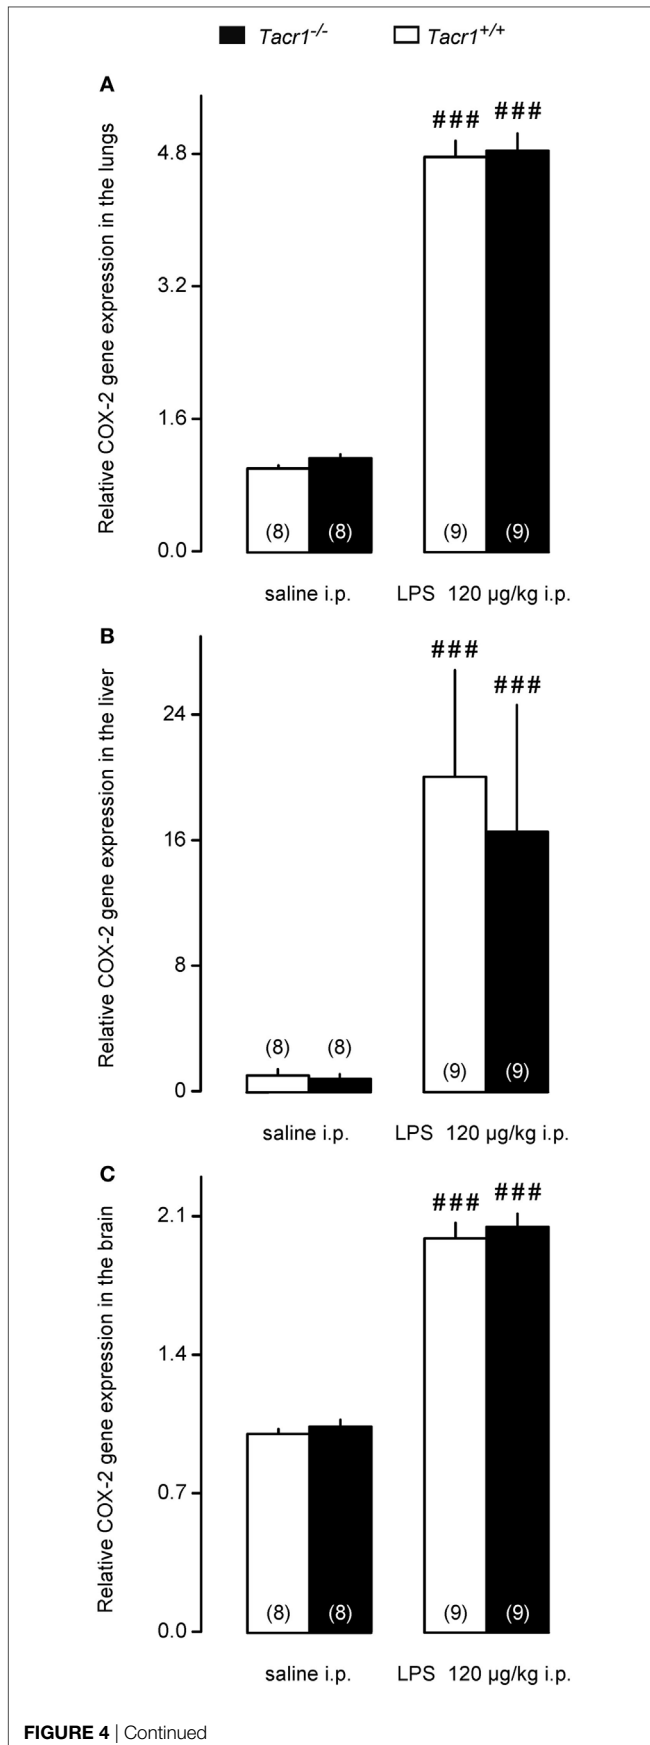 Tacr1-/- Tacr1+/+
A
Relative COX-2 gene expression in the lungs
### ###
4.8
3.2
1.6
(8) (8) (9) (9)
0.0
saline i.p. LPS 120 µg/kg i.p.
B
Relative COX-2 gene expression in the liver
###
###
24
16
8
(8) (8)
(9) (9)
0
saline i.p. LPS 120 µg/kg i.p.
C
Relative COX-2 gene expression in the brain
### ###
2.1
1.4
0.7
(8) (8) (9) (9)
0.0
saline i.p. LPS 120 µg/kg i.p.
FIGURE 4 | Continued